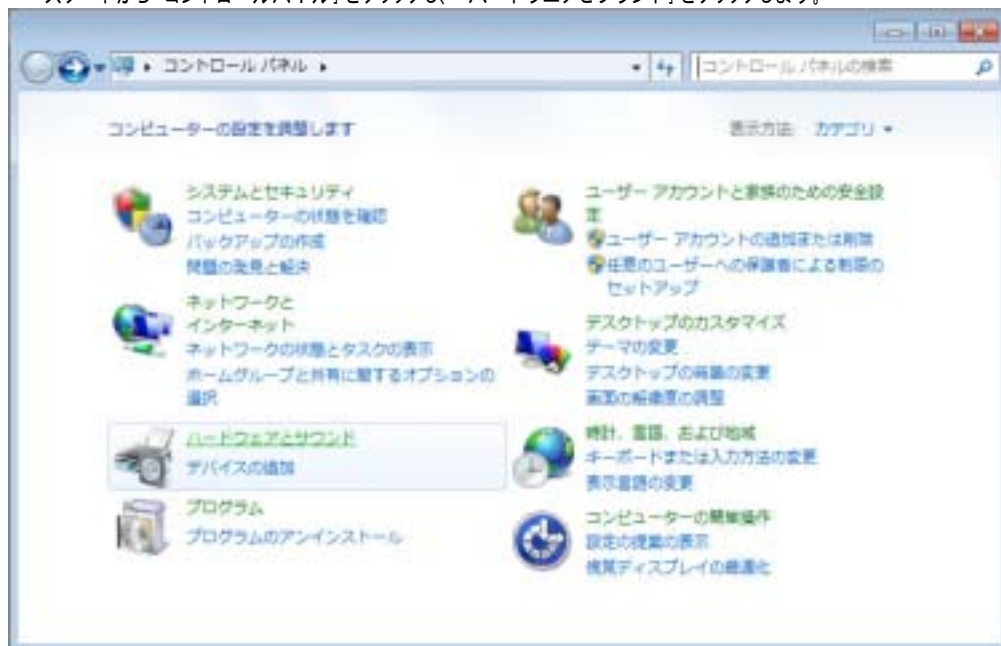 スタートから「コントロールパネル」をクリックし、「ハードウェアとサウンド」をクリックします。
コントロール パネル
コントロール パネルの検索
コンピューターの設定を調整します
表示方法: カテゴリ
システムとセキュリティ
コンピューターの状態を確認
バックアップの作成
問題の発見と解決
ネットワークと
インターネット
ネットワークの状態とタスクの表示
ホームグループと共有に関するオプションの
選択
ハードウェアとサウンド
デバイスの追加
プログラム
プログラムのアンインストール
ユーザー アカウントと家族のための安全設
定
ユーザー アカウントの追加または削除
任意のユーザーへの保護者による制限の
セットアップ
デスクトップのカスタマイズ
テーマの変更
デスクトップの背景の変更
画面の解像度の調整
時計、言語、および地域
キーボードまたは入力方法の変更
表示言語の変更
コンピューターの簡単操作
設定の提案の表示
視覚ディスプレイの最適化